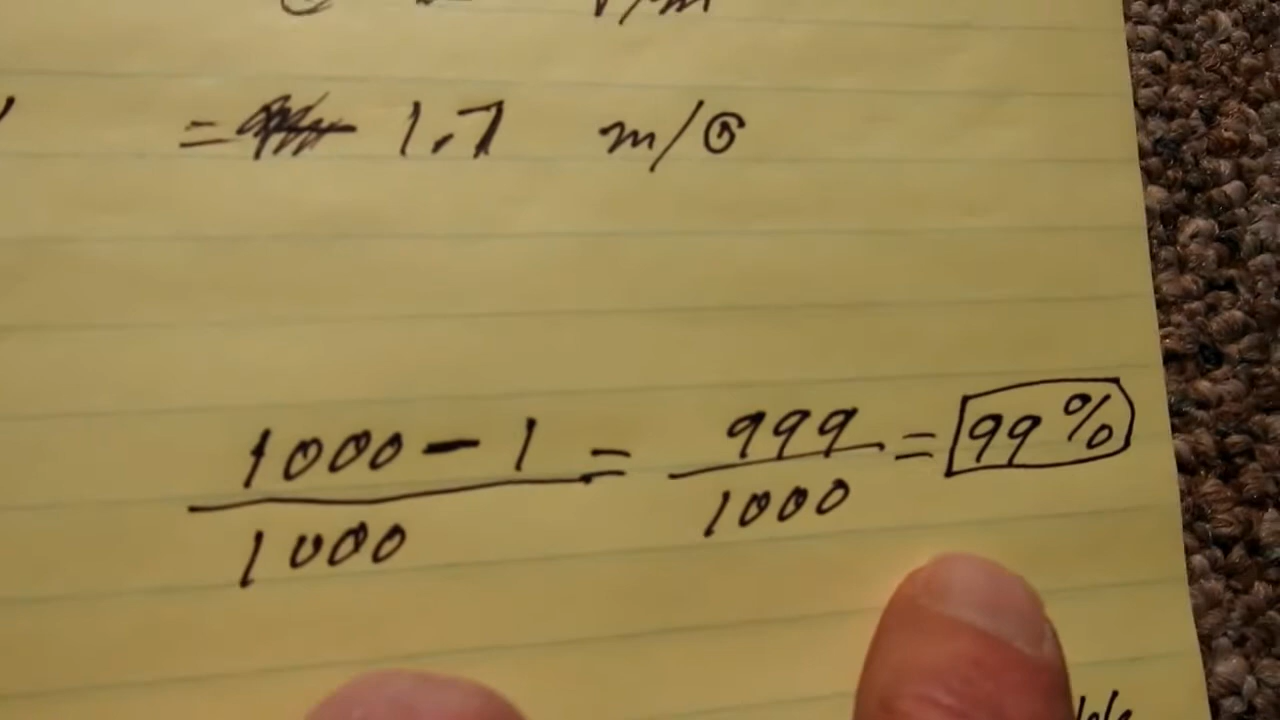 = 1.7 m/s
1000 - 1 = 999 = 99%
1000 1000